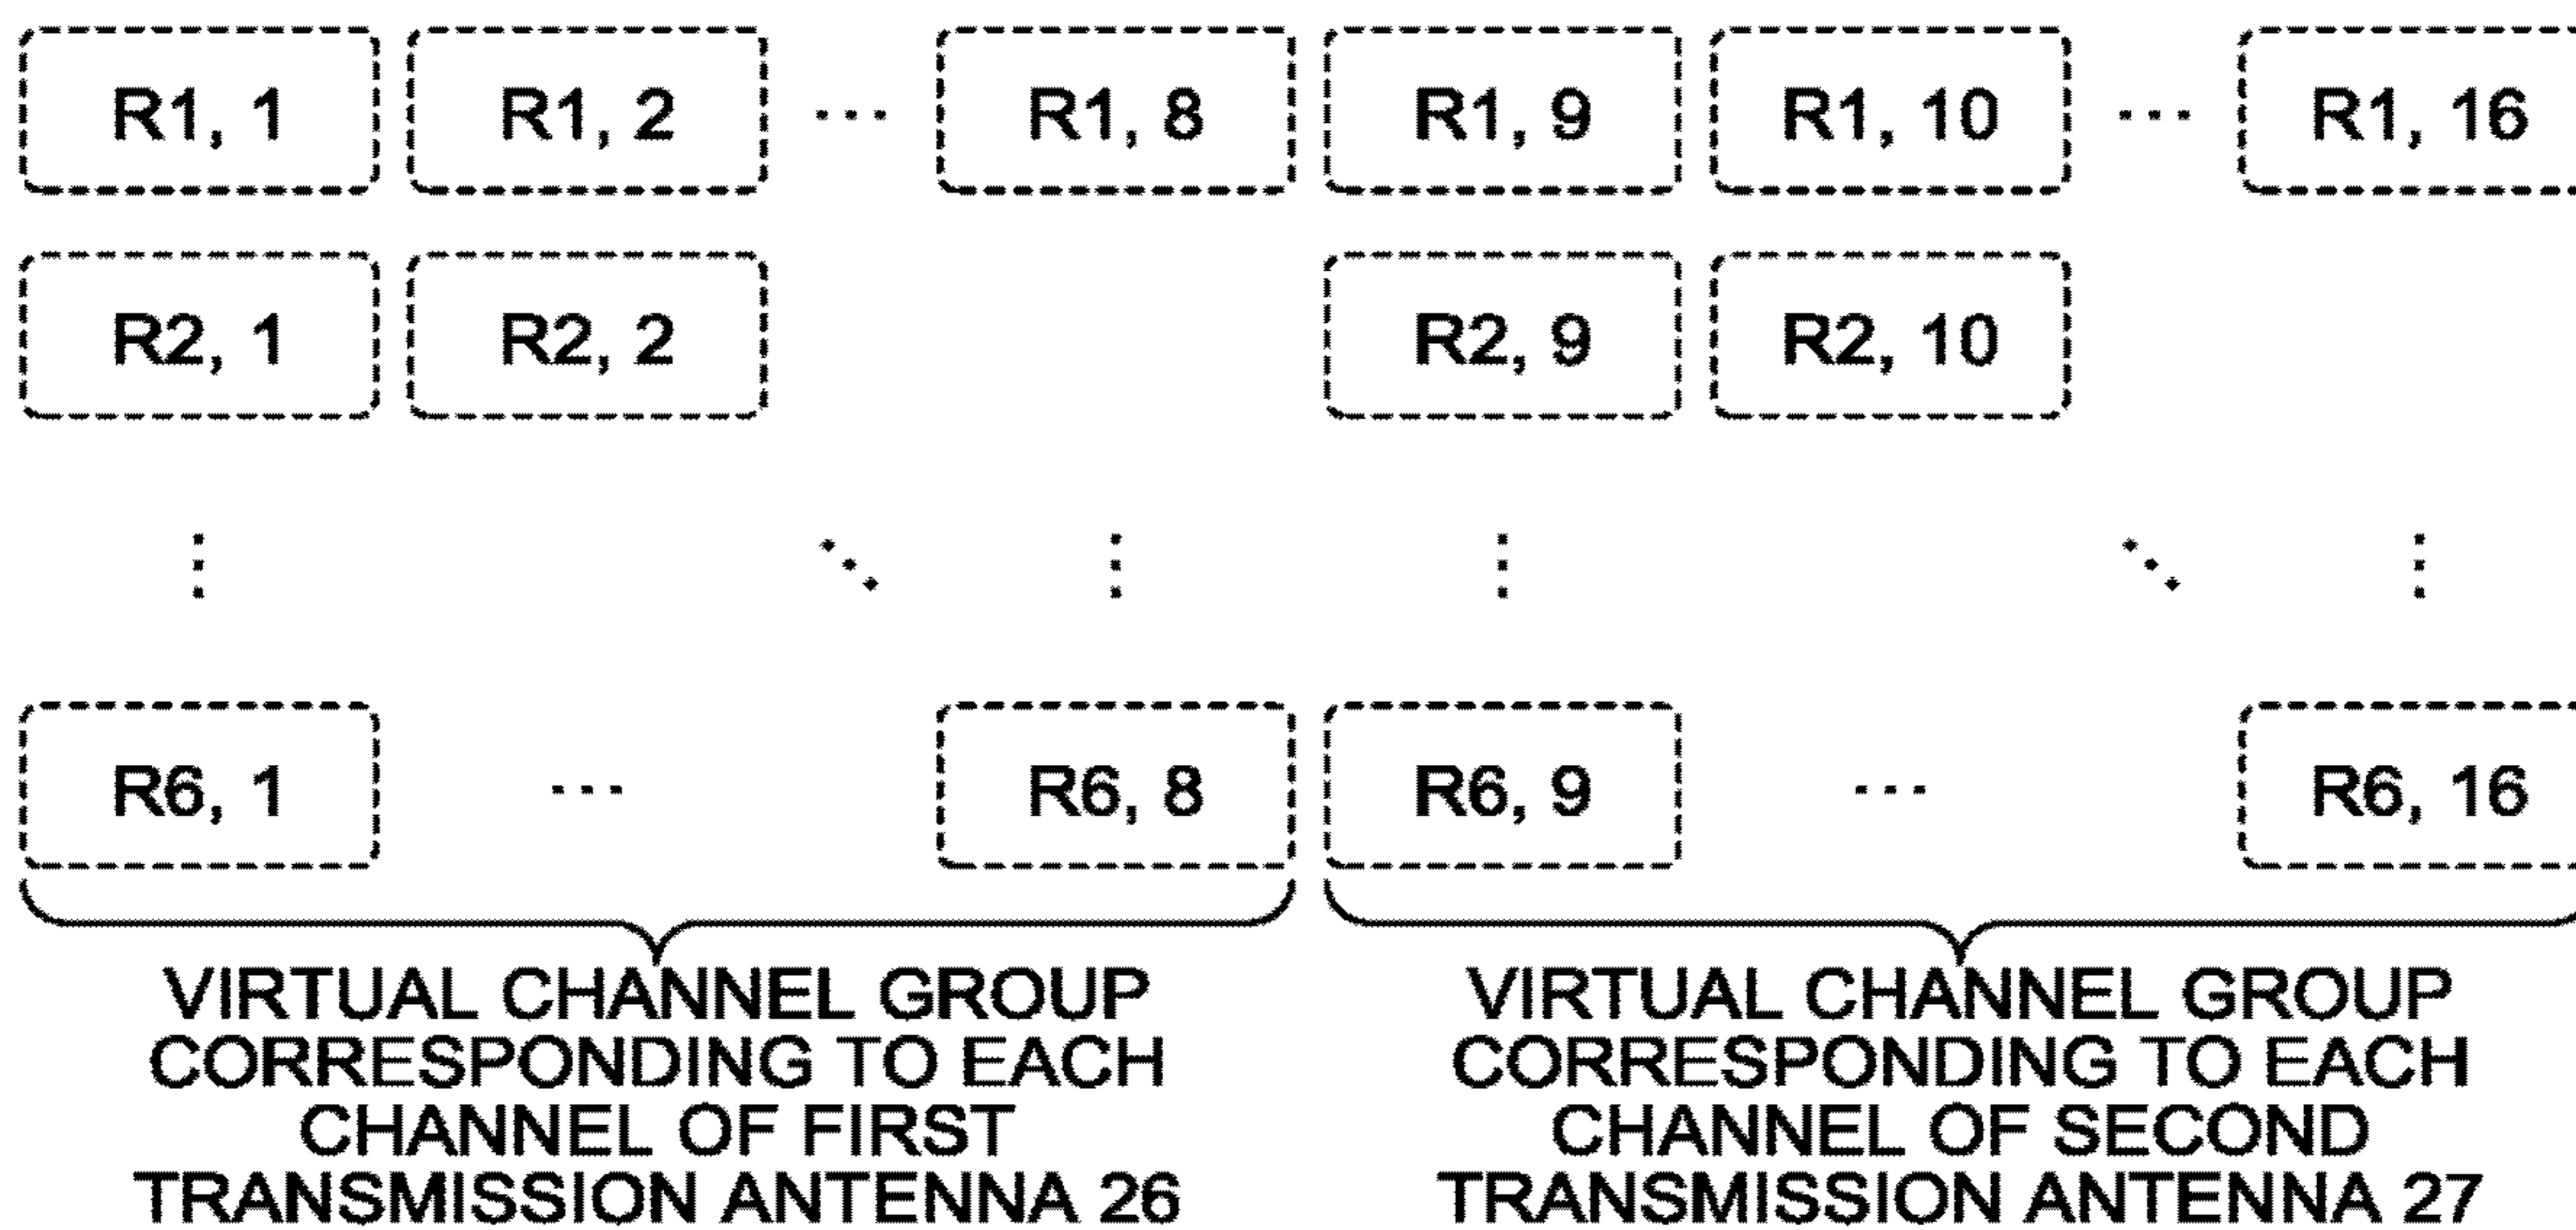 R1, 1 R1, 2 ... R1, 8 R1, 9 R1, 10 ... R1, 16
R2, 1 R2, 2 R2, 9 R2, 10
R6, 1 ... R6, 8 R6, 9 ... R6, 16
VIRTUAL CHANNEL GROUP
CORRESPONDING TO EACH
CHANNEL OF FIRST
TRANSMISSION ANTENNA 26
VIRTUAL CHANNEL GROUP
CORRESPONDING TO EACH
CHANNEL OF SECOND
TRANSMISSION ANTENNA 27